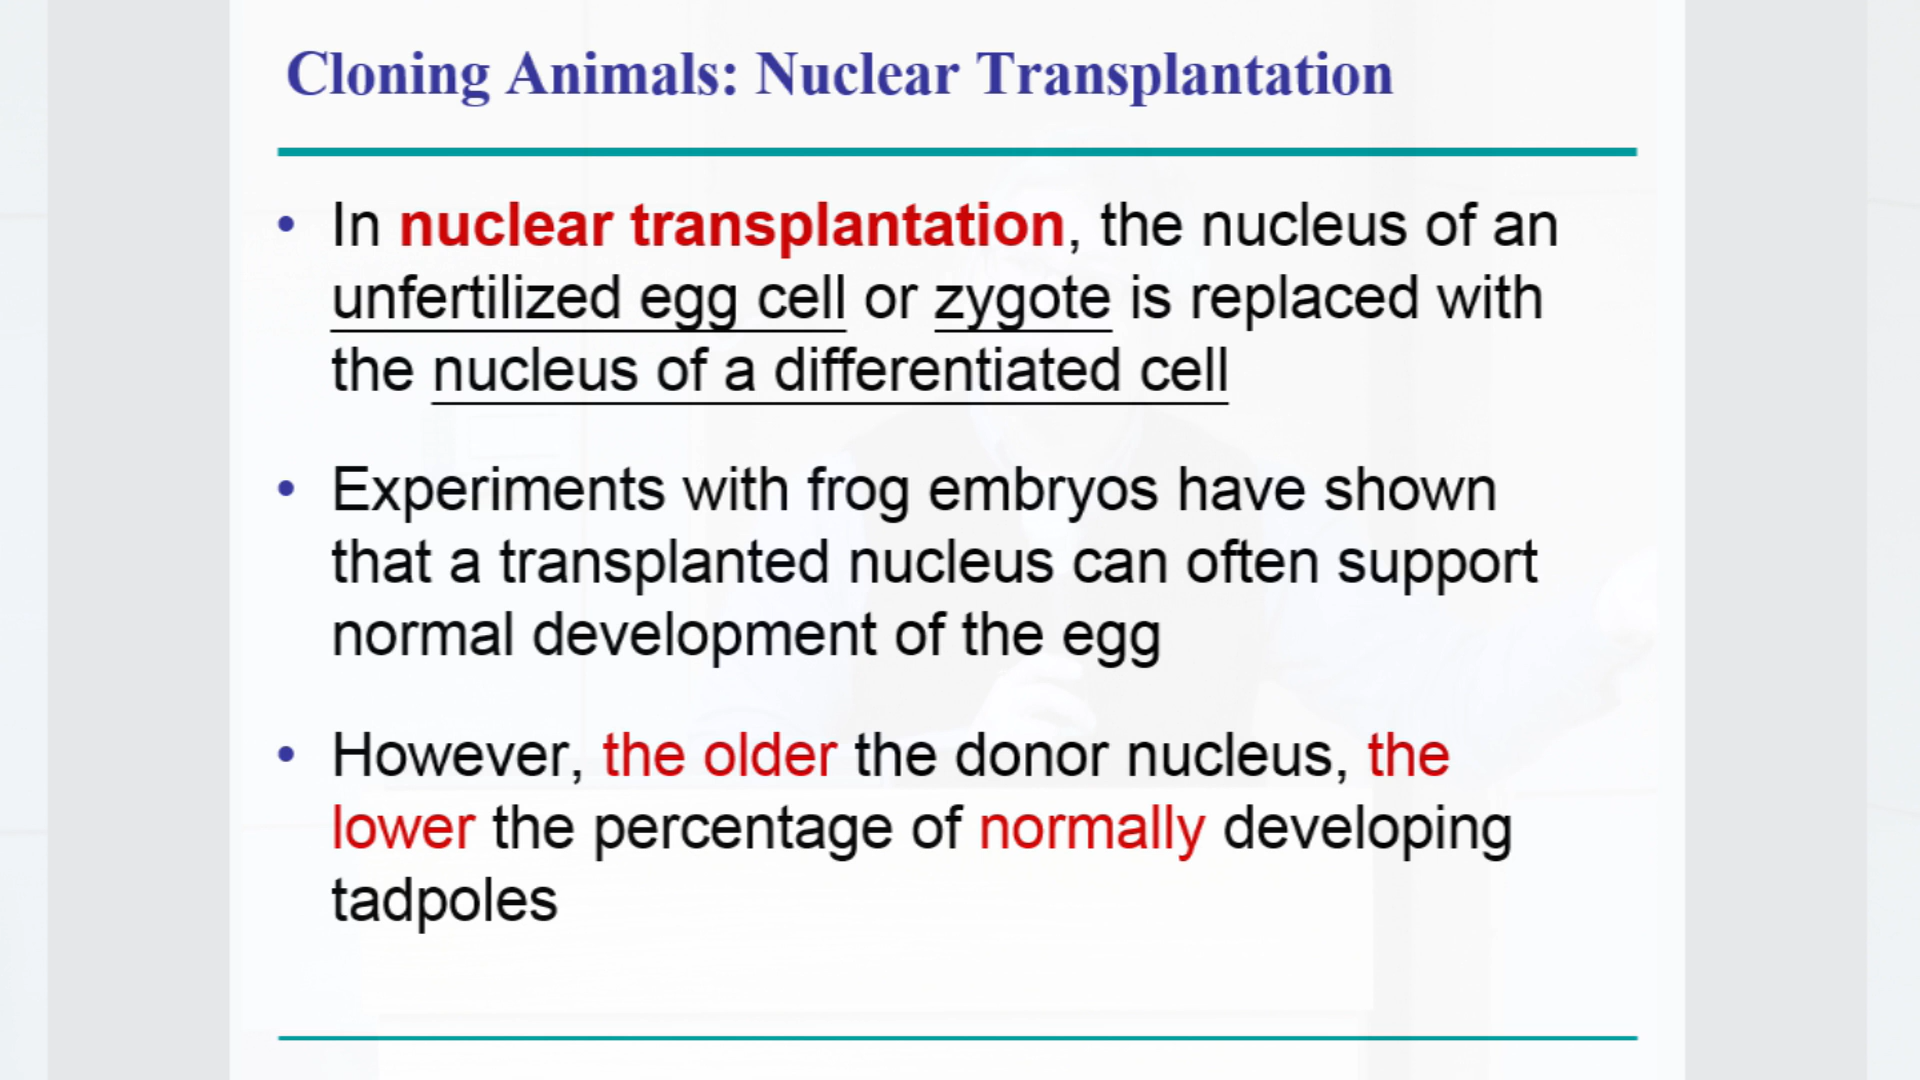 Cloning Animals: Nuclear Transplantation
• In nuclear transplantation, the nucleus of an
unfertilized egg cell or zygote is replaced with
the nucleus of a differentiated cell
• Experiments with frog embryos have shown
that a transplanted nucleus can often support
normal development of the egg
• However, the older the donor nucleus, the
lower the percentage of normally developing
tadpoles